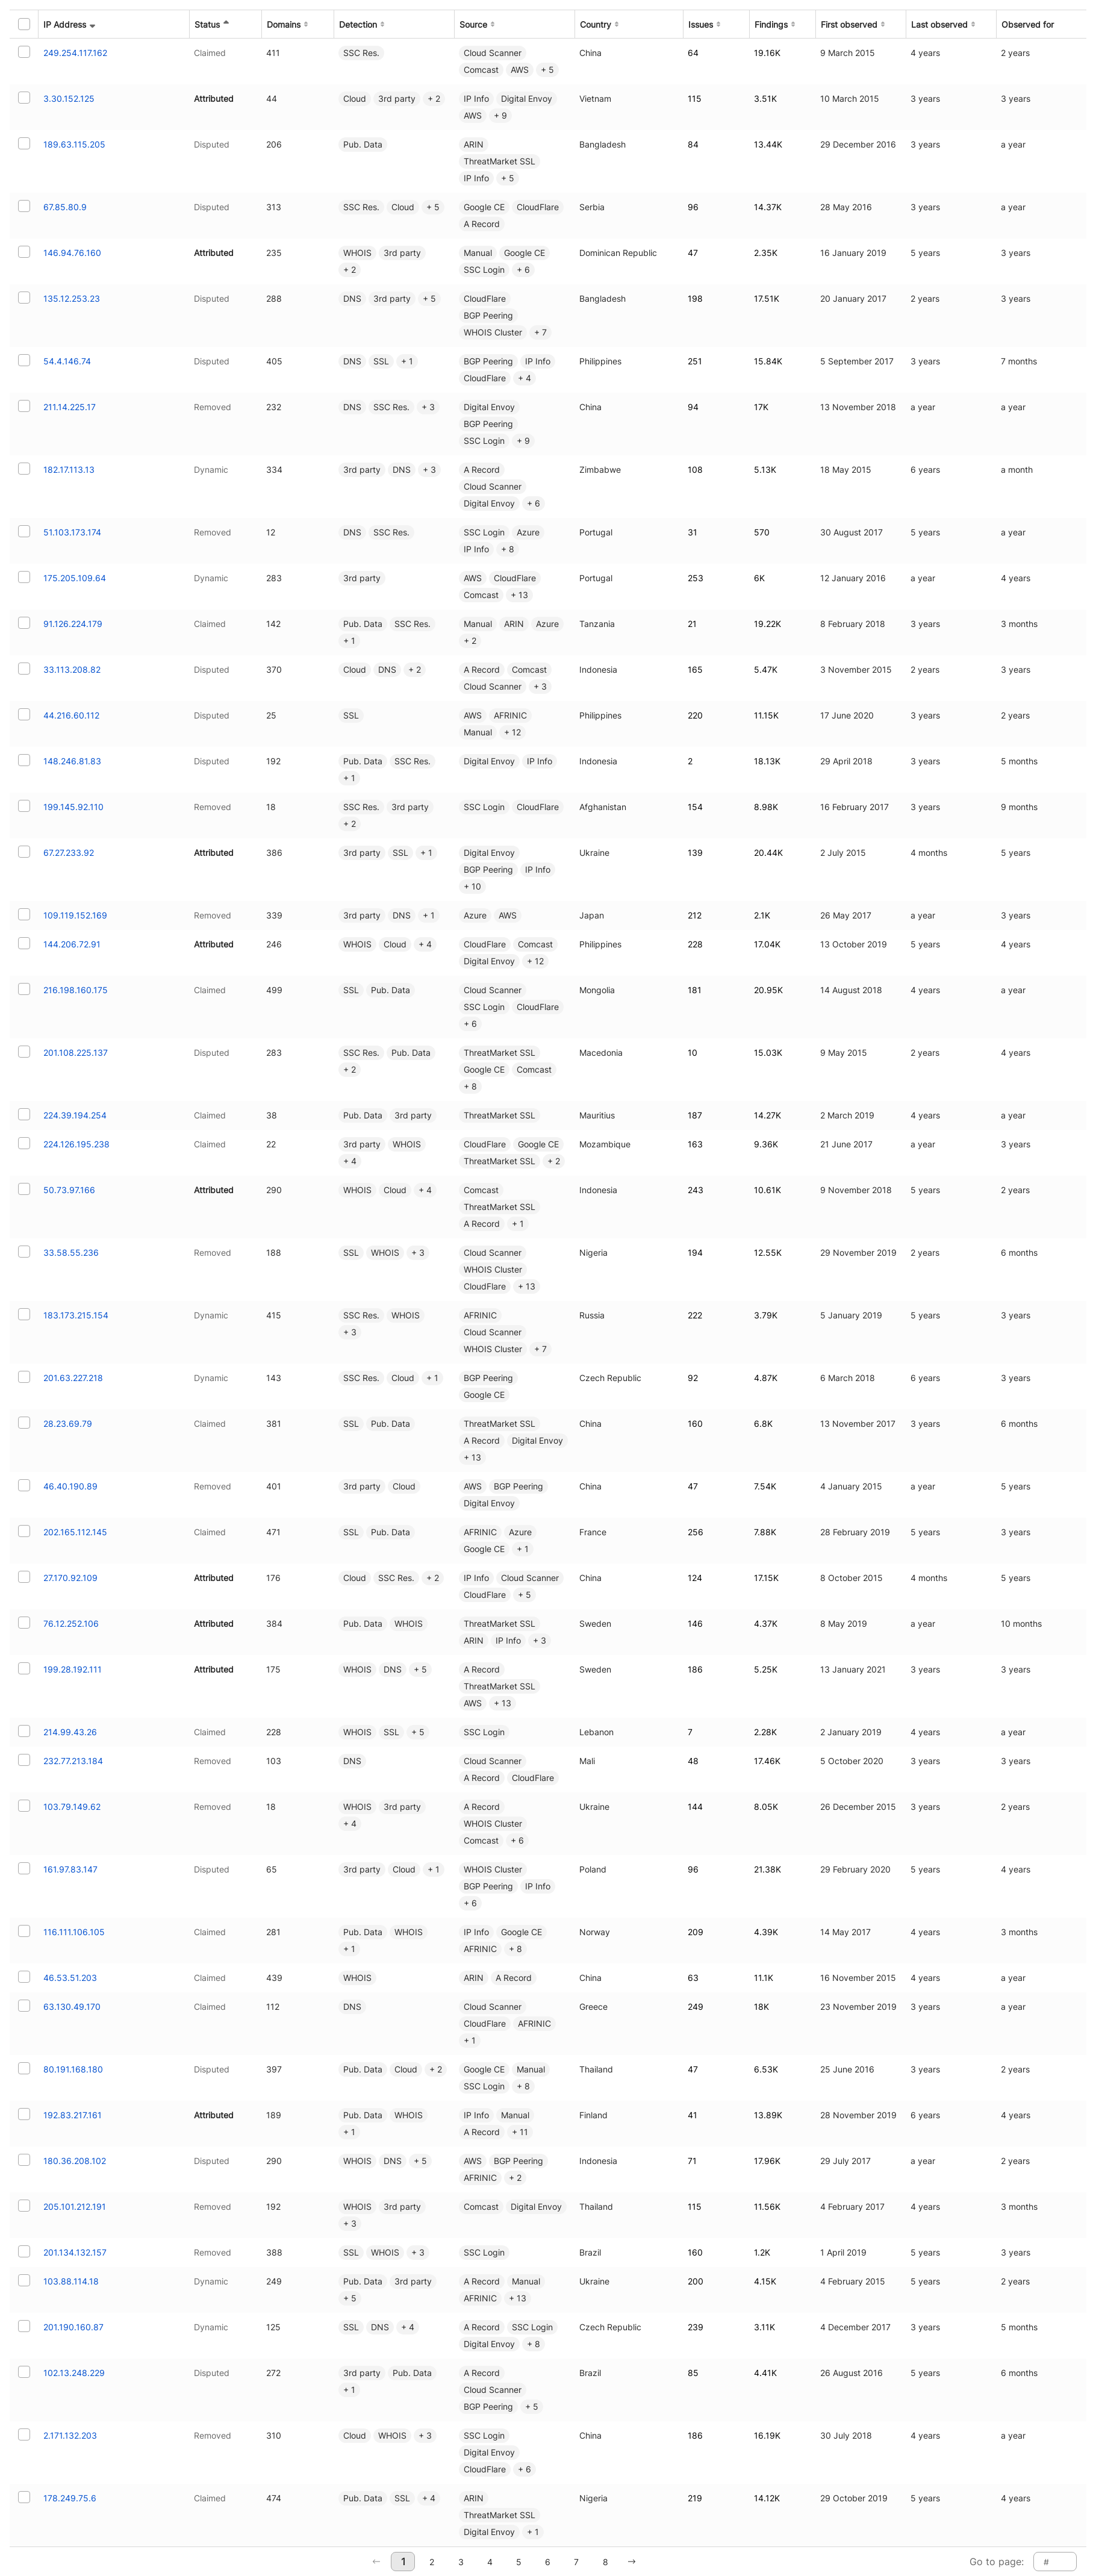 IP Address Status Domains Detection Source Country Issues Findings First observed Last observed Observed for
249.254.117.162 Claimed 411 SSC Res. Cloud Scanner China 64 19.16K 9 March 2015 4 years 2 years
Comcast AWS + 5
3.30.152.125 Attributed 44 Cloud 3rd party + 2 IP Info Digital Envoy Vietnam 115 3.51K 10 March 2015 3 years 3 years
AWS + 9
189.63.115.205 Disputed 206 Pub. Data ARIN Bangladesh 84 13.44K 29 December 2016 3 years a year
ThreatMarket SSL
IP Info + 5
67.85.80.9 Disputed 313 SSC Res. Cloud + 5 Google CE CloudFlare Serbia 96 14.37K 28 May 2016 3 years a year
A Record
146.94.76.160 Attributed 235 WHOIS 3rd party Manual Google CE Dominican Republic 47 2.35K 16 January 2019 5 years 3 years
+ 2 SSC Login + 6
135.12.253.23 Disputed 288 DNS 3rd party + 5 CloudFlare Bangladesh 198 17.51K 20 January 2017 2 years 3 years
BGP Peering
WHOIS Cluster + 7
54.4.146.74 Disputed 405 DNS SSL + 1 BGP Peering IP Info Philippines 251 15.84K 5 September 2017 3 years 7 months
CloudFlare + 4
211.14.225.17 Removed 232 DNS SSC Res. + 3 Digital Envoy China 94 17K 13 November 2018 a year a year
BGP Peering
SSC Login + 9
182.17.113.13 Dynamic 334 3rd party DNS + 3 A Record Zimbabwe 108 5.13K 18 May 2015 6 years a month
Cloud Scanner
Digital Envoy + 6
51.103.173.174 Removed 12 DNS SSC Res. SSC Login Azure Portugal 31 570 30 August 2017 5 years a year
IP Info + 8
175.205.109.64 Dynamic 283 3rd party AWS CloudFlare Portugal 253 6K 12 January 2016 a year 4 years
Comcast + 13
91.126.224.179 Claimed 142 Pub. Data SSC Res. Manual ARIN Azure Tanzania 21 19.22K 8 February 2018 3 years 3 months
+ 1 + 2
33.113.208.82 Disputed 370 Cloud DNS + 2 A Record Comcast Indonesia 165 5.47K 3 November 2015 2 years 3 years
Cloud Scanner + 3
44.216.60.112 Disputed 25 SSL AWS AFRINIC Philippines 220 11.15K 17 June 2020 3 years 2 years
Manual + 12
148.246.81.83 Disputed 192 Pub. Data SSC Res. Digital Envoy IP Info Indonesia 2 18.13K 29 April 2018 3 years 5 months
+ 1
199.145.92.110 Removed 18 SSC Res. 3rd party SSC Login CloudFlare Afghanistan 154 8.98K 16 February 2017 3 years 9 months
+ 2
67.27.233.92 Attributed 386 3rd party SSL + 1 Digital Envoy Ukraine 139 20.44K 2 July 2015 4 months 5 years
BGP Peering IP Info
+ 10
109.119.152.169 Removed 339 3rd party DNS + 1 Azure AWS Japan 212 2.1K 26 May 2017 a year 3 years
144.206.72.91 Attributed 246 WHOIS Cloud + 4 CloudFlare Comcast Philippines 228 17.04K 13 October 2019 5 years 4 years
Digital Envoy + 12
216.198.160.175 Claimed 499 SSL Pub. Data Cloud Scanner Mongolia 181 20.95K 14 August 2018 4 years a year
SSC Login CloudFlare
+ 6
201.108.225.137 Disputed 283 SSC Res. Pub. Data ThreatMarket SSL Macedonia 10 15.03K 9 May 2015 2 years 4 years
+ 2 Google CE Comcast
+ 8
224.39.194.254 Claimed 38 Pub. Data 3rd party ThreatMarket SSL Mauritius 187 14.27K 2 March 2019 4 years a year
224.126.195.238 Claimed 22 3rd party WHOIS CloudFlare Google CE Mozambique 163 9.36K 21 June 2017 a year 3 years
+ 4 ThreatMarket SSL + 2
50.73.97.166 Attributed 290 WHOIS Cloud + 4 Comcast Indonesia 243 10.61K 9 November 2018 5 years 2 years
ThreatMarket SSL
A Record + 1
33.58.55.236 Removed 188 SSL WHOIS + 3 Cloud Scanner Nigeria 194 12.55K 29 November 2019 2 years 6 months
WHOIS Cluster
CloudFlare + 13
183.173.215.154 Dynamic 415 SSC Res. WHOIS AFRINIC Russia 222 3.79K 5 January 2019 5 years 3 years
+ 3 Cloud Scanner
WHOIS Cluster + 7
201.63.227.218 Dynamic 143 SSC Res. Cloud + 1 BGP Peering Czech Republic 92 4.87K 6 March 2018 6 years 3 years
Google CE
28.23.69.79 Claimed 381 SSL Pub. Data ThreatMarket SSL China 160 6.8K 13 November 2017 3 years 6 months
A Record Digital Envoy
+ 13
46.40.190.89 Removed 401 3rd party Cloud AWS BGP Peering China 47 7.54K 4 January 2015 a year 5 years
Digital Envoy
202.165.112.145 Claimed 471 SSL Pub. Data AFRINIC Azure France 256 7.88K 28 February 2019 5 years 3 years
Google CE + 1
27.170.92.109 Attributed 176 Cloud SSC Res. + 2 IP Info Cloud Scanner China 124 17.15K 8 October 2015 4 months 5 years
CloudFlare + 5
76.12.252.106 Attributed 384 Pub. Data WHOIS ThreatMarket SSL Sweden 146 4.37K 8 May 2019 a year 10 months
ARIN IP Info + 3
199.28.192.111 Attributed 175 WHOIS DNS + 5 A Record Sweden 186 5.25K 13 January 2021 3 years 3 years
ThreatMarket SSL
AWS + 13
214.99.43.26 Claimed 228 WHOIS SSL + 5 SSC Login Lebanon 7 2.28K 2 January 2019 4 years a year
232.77.213.184 Removed 103 DNS Cloud Scanner Mali 48 17.46K 5 October 2020 3 years 3 years
A Record CloudFlare
103.79.149.62 Removed 18 WHOIS 3rd party A Record Ukraine 144 8.05K 26 December 2015 3 years 2 years
+ 4 WHOIS Cluster
Comcast + 6
161.97.83.147 Disputed 65 3rd party Cloud + 1 WHOIS Cluster Poland 96 21.38K 29 February 2020 5 years 4 years
BGP Peering IP Info
+ 6
116.111.106.105 Claimed 281 Pub. Data WHOIS IP Info Google CE Norway 209 4.39K 14 May 2017 4 years 3 months
+ 1 AFRINIC + 8
46.53.51.203 Claimed 439 WHOIS ARIN A Record China 63 11.1K 16 November 2015 4 years a year
63.130.49.170 Claimed 112 DNS Cloud Scanner Greece 249 18K 23 November 2019 3 years a year
CloudFlare AFRINIC
+ 1
80.191.168.180 Disputed 397 Pub. Data Cloud + 2 Google CE Manual Thailand 47 6.53K 25 June 2016 3 years 2 years
SSC Login + 8
192.83.217.161 Attributed 189 Pub. Data WHOIS IP Info Manual Finland 41 13.89K 28 November 2019 6 years 4 years
+ 1 A Record + 11
180.36.208.102 Disputed 290 WHOIS DNS + 5 AWS BGP Peering Indonesia 71 17.96K 29 July 2017 a year 2 years
AFRINIC + 2
205.101.212.191 Removed 192 WHOIS 3rd party Comcast Digital Envoy Thailand 115 11.56K 4 February 2017 4 years 3 months
+ 3
201.134.132.157 Removed 388 SSL WHOIS + 3 SSC Login Brazil 160 1.2K 1 April 2019 5 years 3 years
103.88.114.18 Dynamic 249 Pub. Data 3rd party A Record Manual Ukraine 200 4.15K 4 February 2015 5 years 2 years
+ 5 AFRINIC + 13
201.190.160.87 Dynamic 125 SSL DNS + 4 A Record SSC Login Czech Republic 239 3.11K 4 December 2017 3 years 5 months
Digital Envoy + 8
102.13.248.229 Disputed 272 3rd party Pub. Data A Record Brazil 85 4.41K 26 August 2016 5 years 6 months
+ 1 Cloud Scanner
BGP Peering + 5
2.171.132.203 Removed 310 Cloud WHOIS + 3 SSC Login China 186 16.19K 30 July 2018 4 years a year
Digital Envoy
CloudFlare + 6
178.249.75.6 Claimed 474 Pub. Data SSL + 4 ARIN Nigeria 219 14.12K 29 October 2019 5 years 4 years
ThreatMarket SSL
Digital Envoy + 1
← 1 2 3 4 5 6 7 8 → Go to page: #